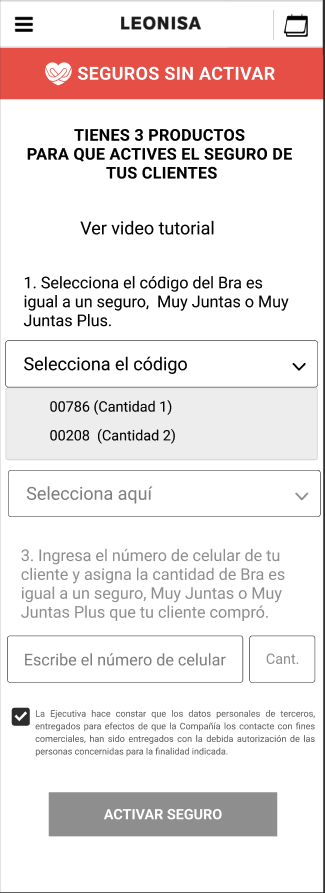 LEONISA
SEGUROS SIN ACTIVAR
TIENES 3 PRODUCTOS
PARA QUE ACTIVES EL SEGURO DE
TUS CLIENTES
Ver video tutorial
1. Selecciona el código del Bra es
igual a un seguro, Muy Juntas o Muy
Juntas Plus.
Selecciona el código
00786 (Cantidad 1)
00208 (Cantidad 2)
Selecciona aquí
3. Ingresa el número de celular de tu
cliente y asigna la cantidad de Bra es
igual a un seguro, Muy Juntas o Muy
Juntas Plus que tu cliente compró.
Escribe el número de celular
Cant.
La Ejecutiva hace constar que los datos personales de terceros,
entregados para efectos de que la Compañía los contacte con fines
comerciales, han sido entregados con la debida autorización de las
personas concernidas para la finalidad indicada.
ACTIVAR SEGURO